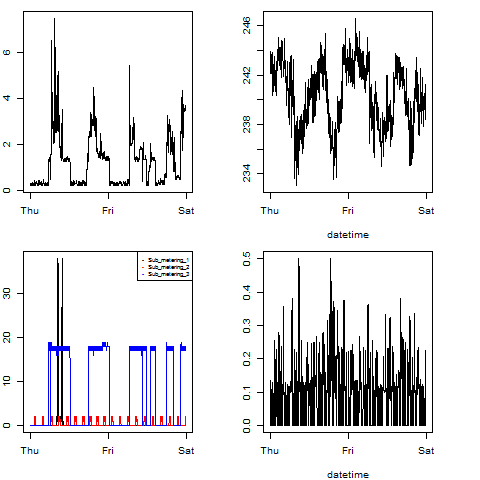 6
4
2
0
Thu Fri Sat
246
242
238
234
Thu Fri Sat
datetime
30
20
10
0
Sub_metering_1
Sub_metering_2
Sub_metering_3
Thu Fri Sat
0.5
0.4
0.3
0.2
0.1
0.0
Thu Fri Sat
datetime